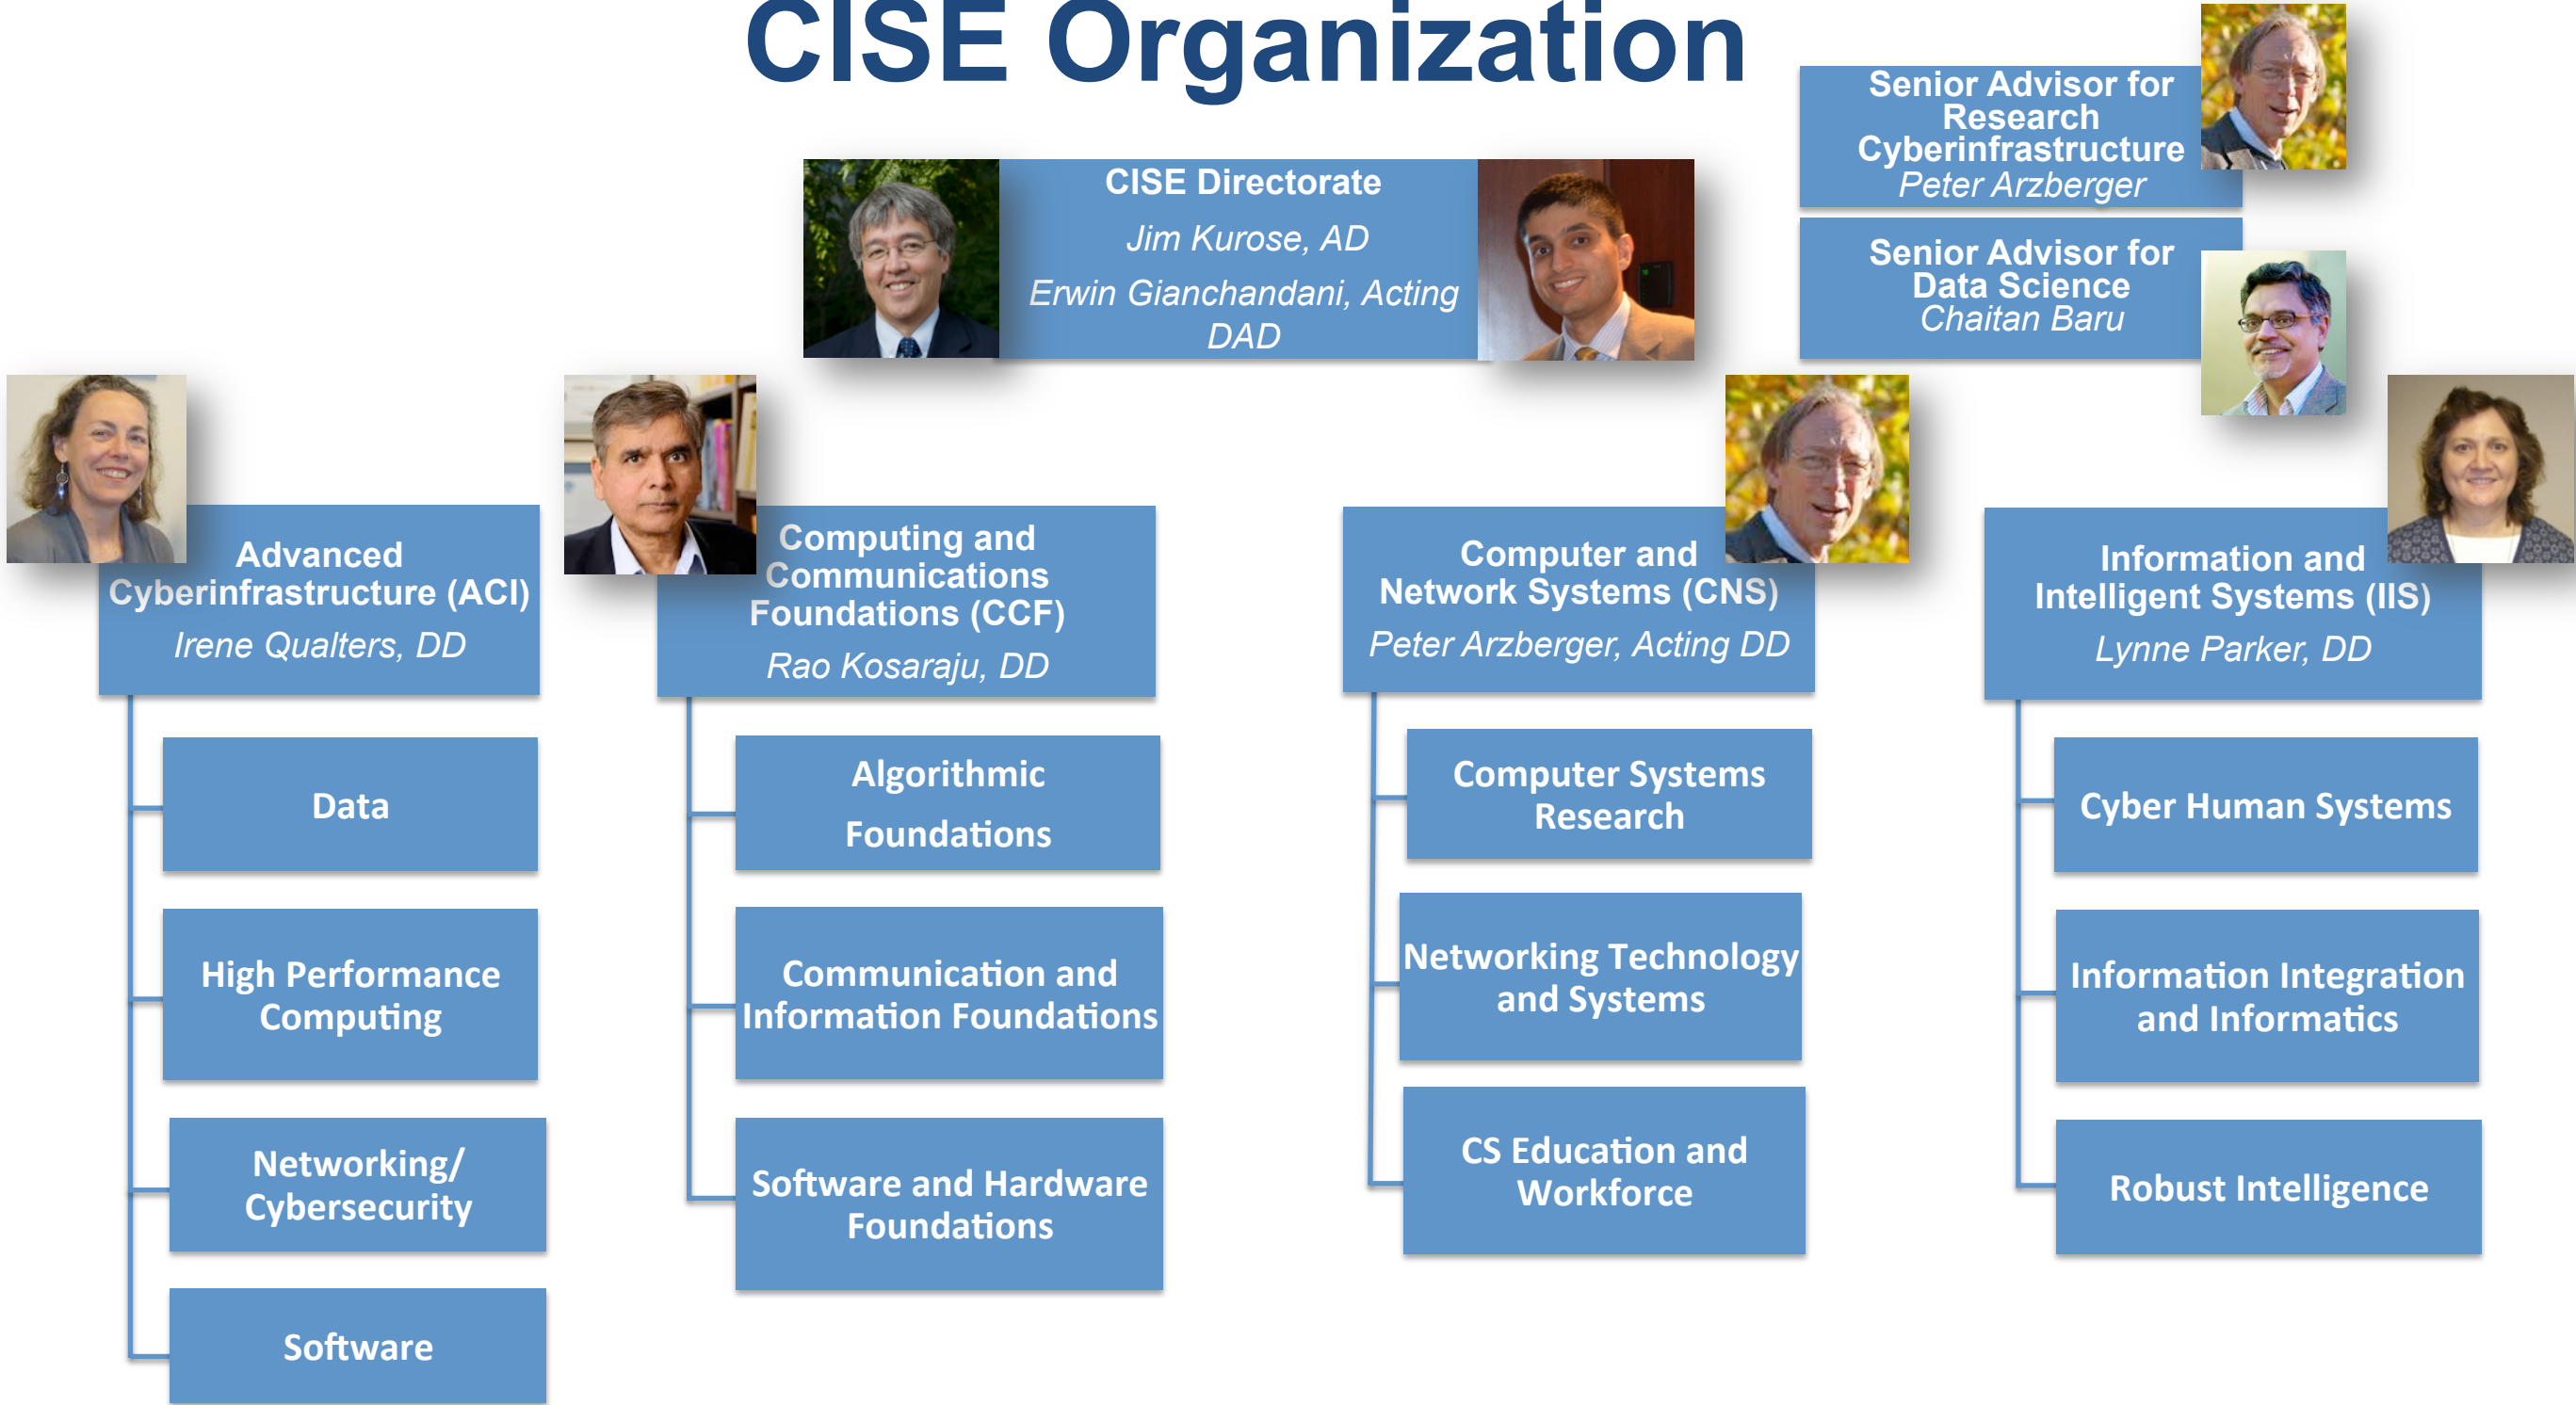 CISE Organization
Senior Advisor for
Research
Cyberinfrastructure
Peter Arzberger
CISE Directorate
Jim Kurose, AD
Erwin Gianchandani, Acting
DAD
Senior Advisor for
Data Science
Chaitan Baru
Advanced
Cyberinfrastructure (ACI)
Irene Qualters, DD
Data
High Performance
Computing
Networking/
Cybersecurity
Software
Computing and
Communications
Foundations (CCF)
Rao Kosaraju, DD
Algorithmic
Foundations
Communication and
Information Foundations
Software and Hardware
Foundations
Computer and
Network Systems (CNS)
Peter Arzberger, Acting DD
Computer Systems
Research
Networking Technology
and Systems
CS Education and
Workforce
Information and
Intelligent Systems (IIS)
Lynne Parker, DD
Cyber Human Systems
Information Integration
and Informatics
Robust Intelligence